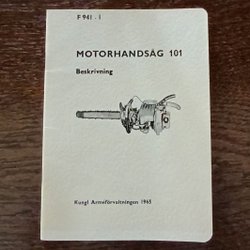 F 941 - 1
MOTORHANDSÅG 101
Beskrivning
Kungl Arméförvaltningen 1965